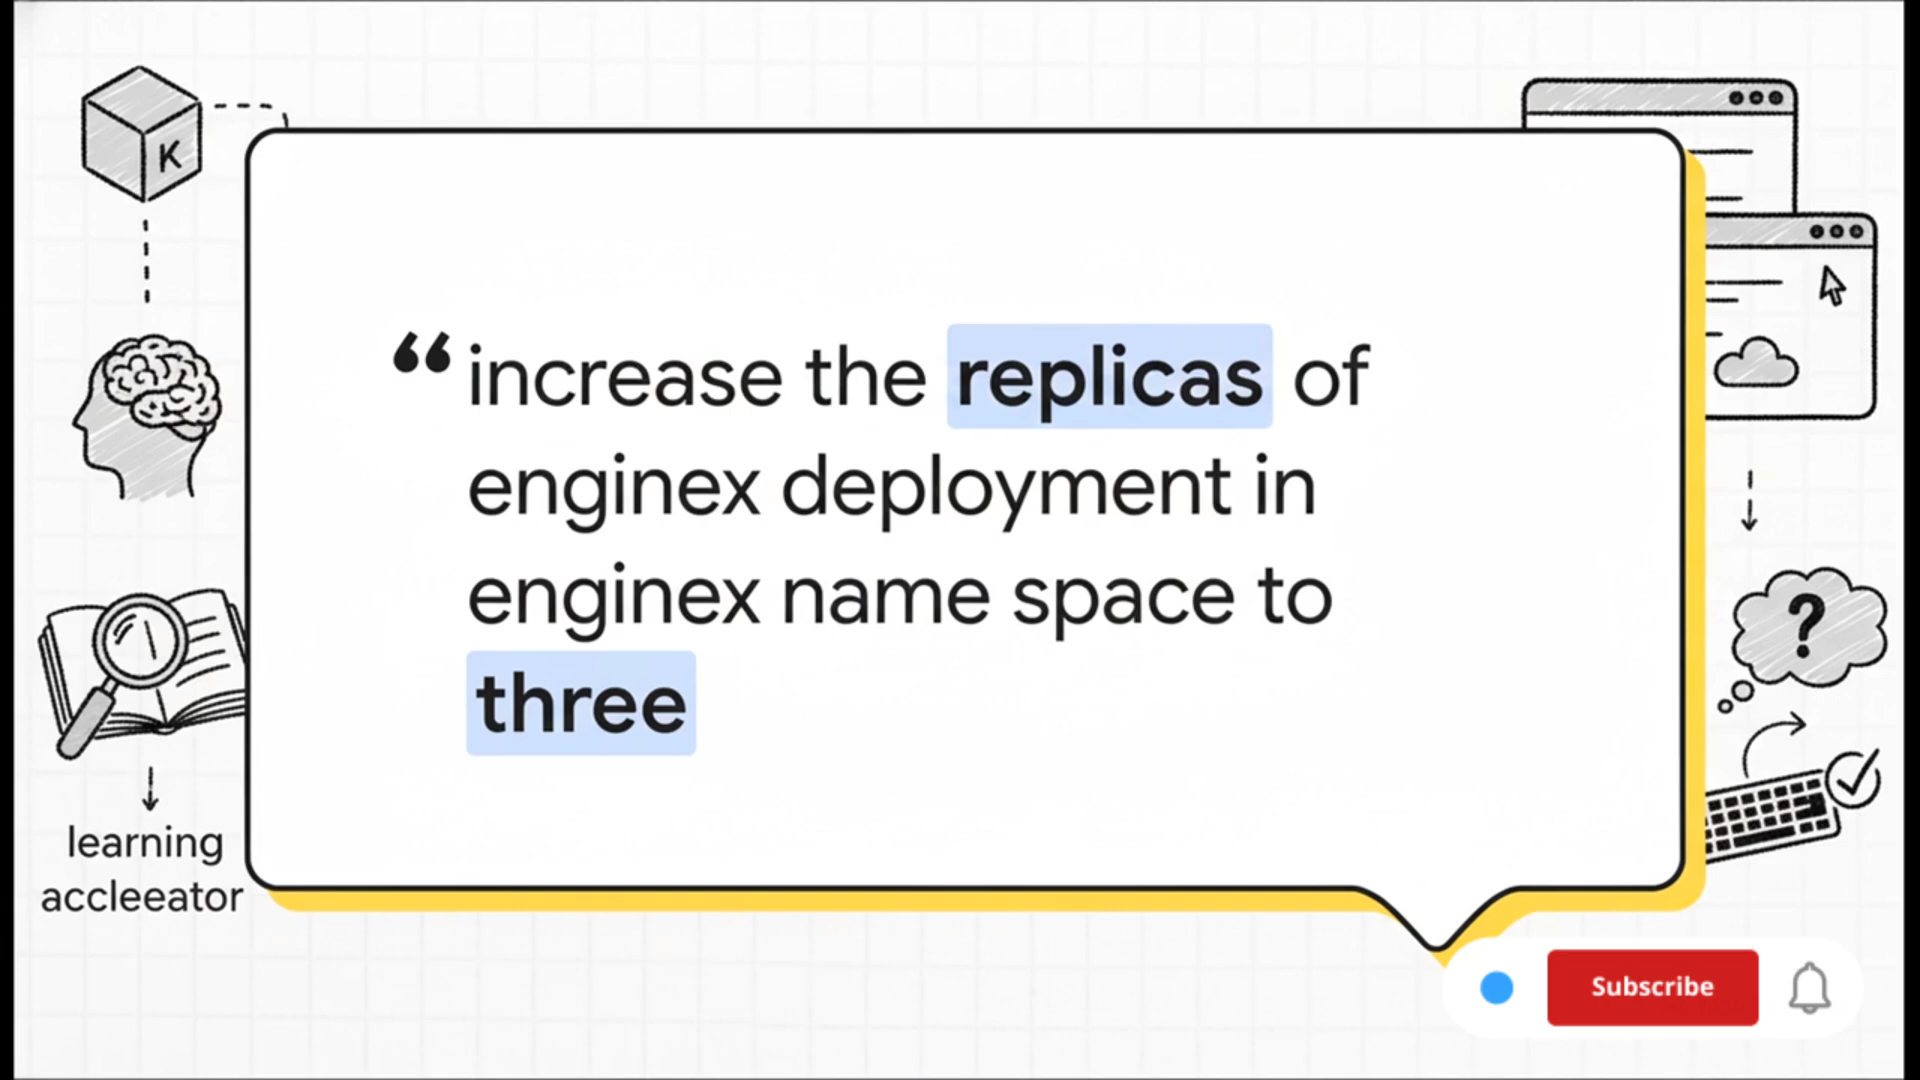 K
“increase the replicas of
enginex deployment in
enginex name space to
three
?
learning
accleeator
Subscribe